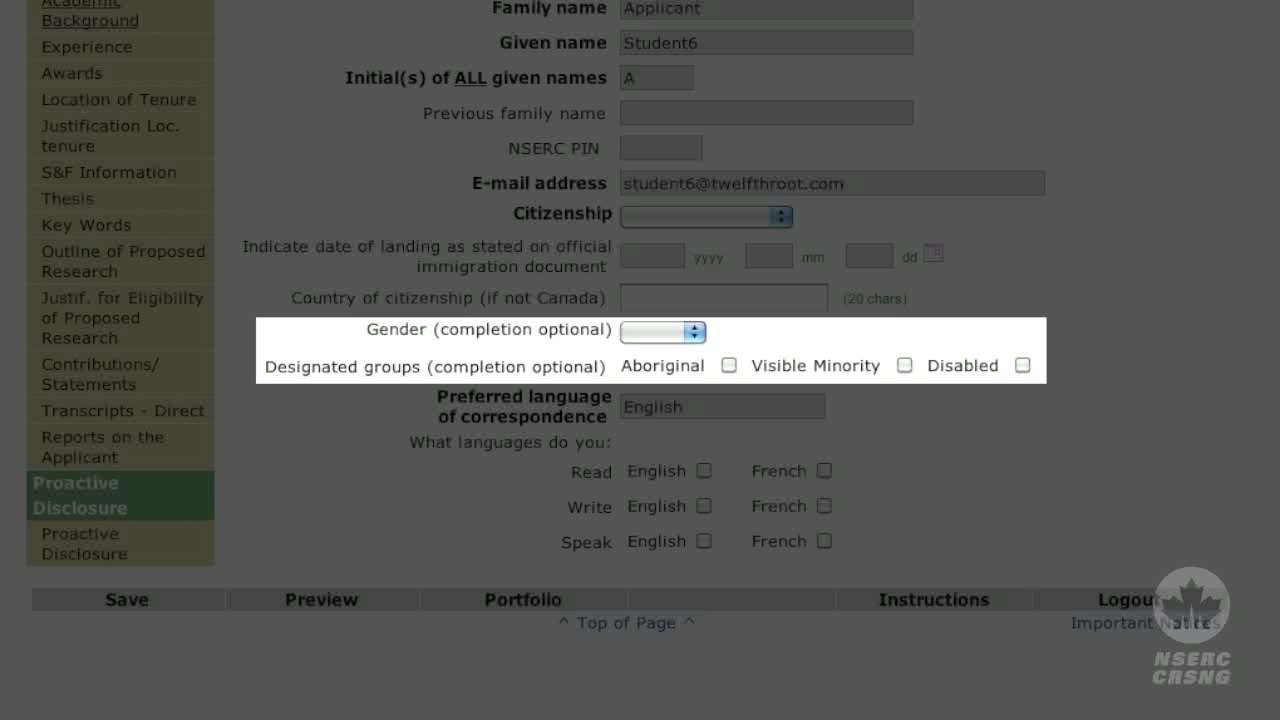 Academic
Background
Experience
Awards
Location of Tenure
Justification Loc.
tenure
S&F Information
Thesis
Key Words
Outline of Proposed
Research
Justif. for Eligibility
of Proposed
Research
Contributions/
Statements
Transcripts - Direct
Reports on the
Applicant
Proactive
Disclosure
Proactive
Disclosure
Family name Applicant
Given name Student6
Initial(s) of ALL given names A
Previous family name
NSERC PIN
E-mail address student6@twelfthroot.com
Citizenship
Indicate date of landing as stated on official
immigration document yyyy mm dd
Country of citizenship (if not Canada) (20 chars)
Gender (completion optional)
Designated groups (completion optional) Aboriginal Visible Minority Disabled
Preferred language
of correspondence English
What languages do you:
Read English French
Write English French
Speak English French
Save Preview Portfolio Instructions Logout
^ Top of Page ^ Important Notices
NSERC
CRSNG